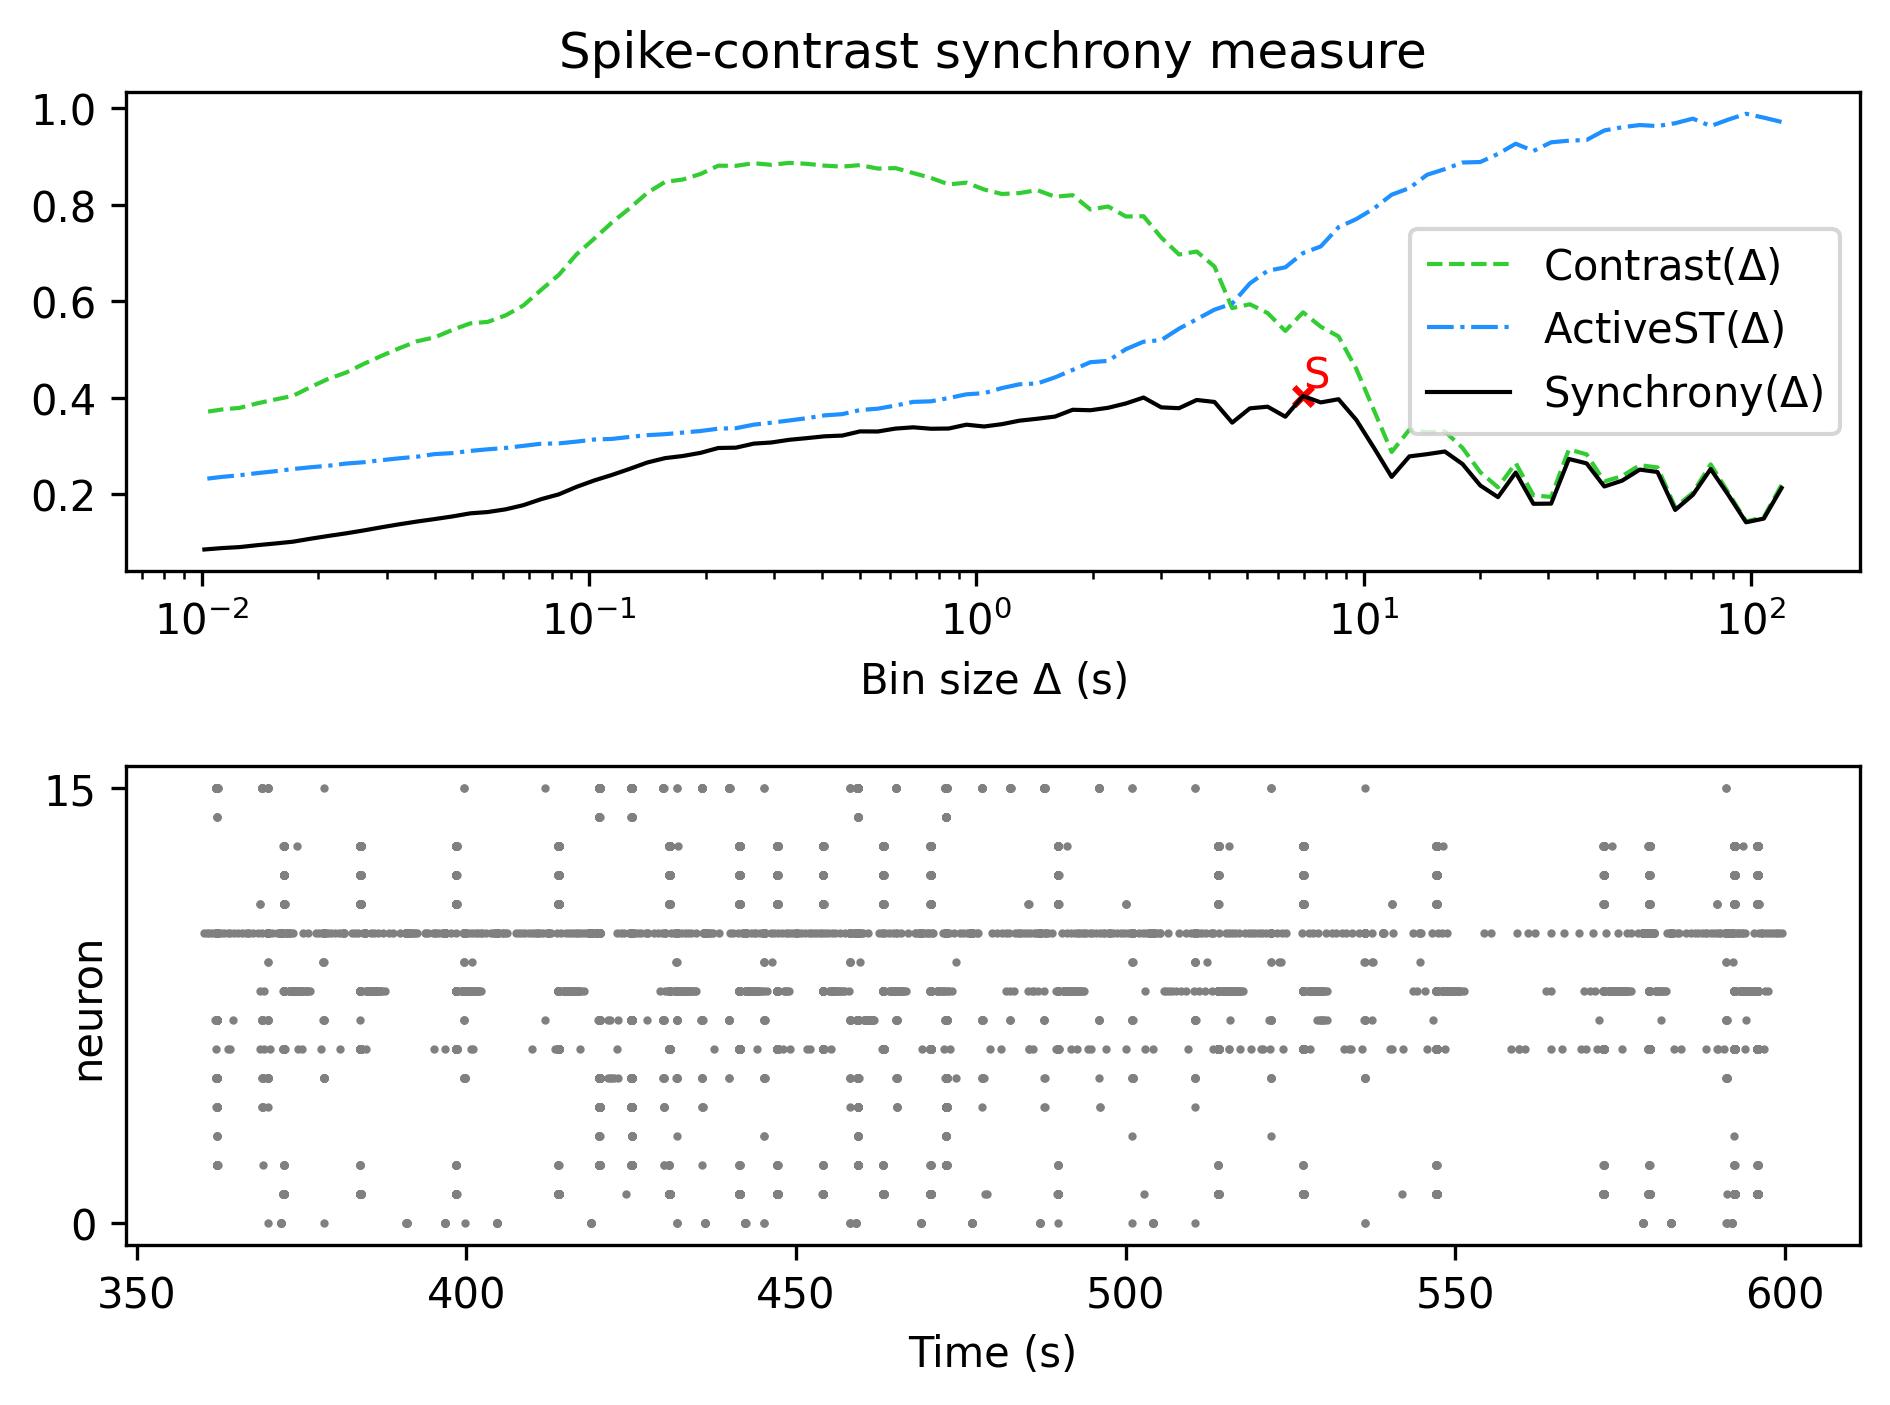 Spike-contrast synchrony measure
1.0
0.8
0.6
0.4
0.2
S
Contrast(Δ)
ActiveST(Δ)
Synchrony(Δ)
10⁻² 10⁻¹ 10⁰ 10¹ 10²
Bin size Δ (s)
15
neuron
0
350 400 450 500 550 600
Time (s)